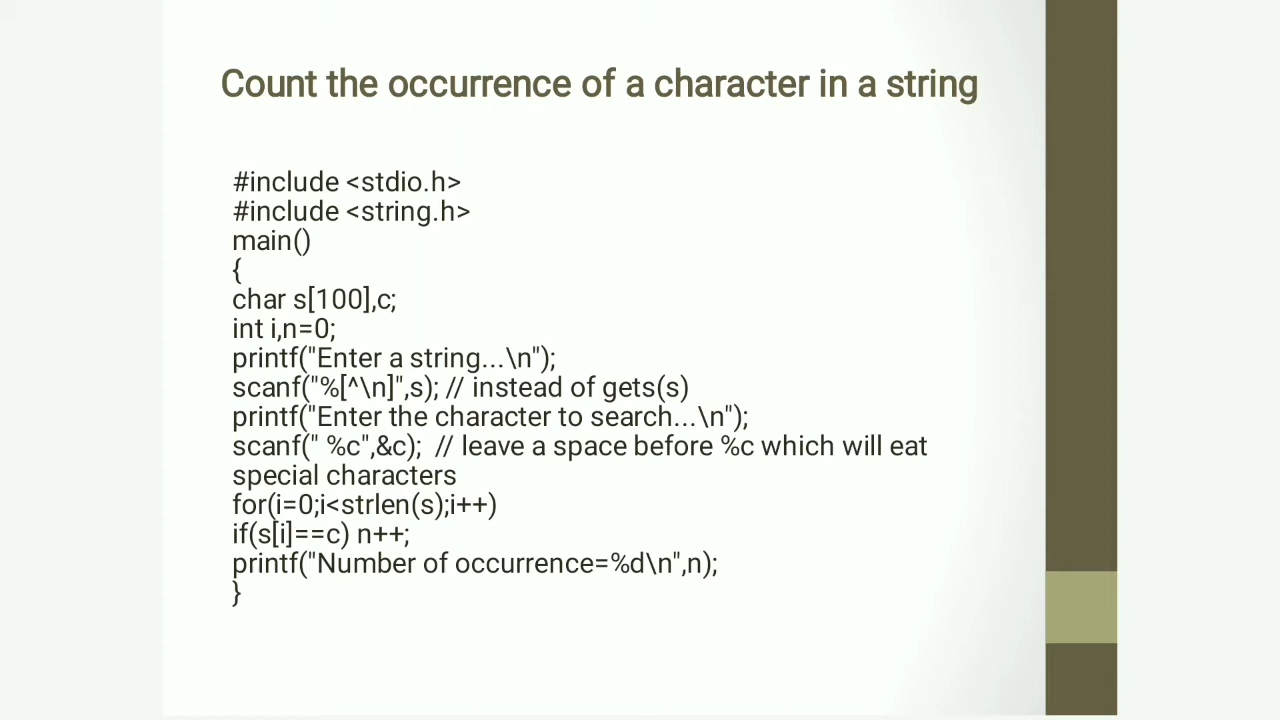 Count the occurrence of a character in a string
#include <stdio.h>
#include <string.h>
main()
{
char s[100],c;
int i,n=0;
printf("Enter a string...\n");
scanf("%[^\n]",s); // instead of gets(s)
printf("Enter the character to search...\n");
scanf(" %c",&c);  // leave a space before %c which will eat
special characters
for(i=0;i<strlen(s);i++)
if(s[i]==c) n++;
printf("Number of occurrence=%d\n",n);
}